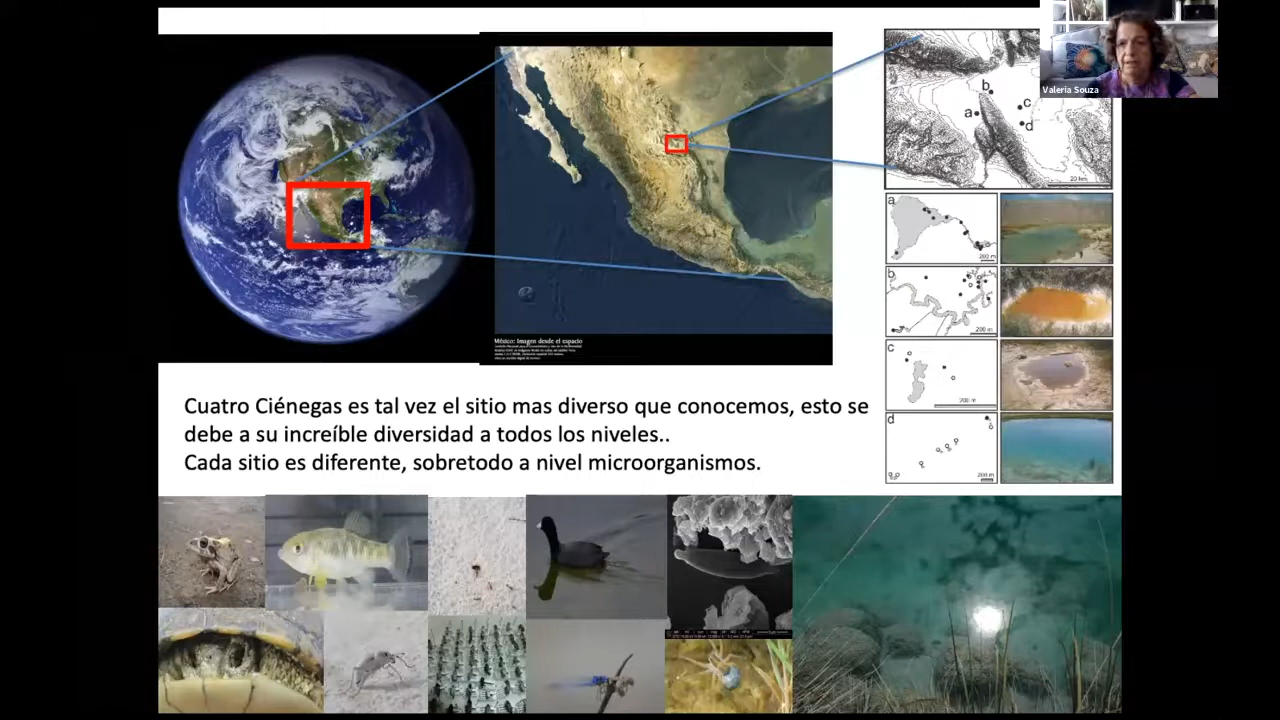 Valeria Souza
b
a
c
d
20 km
a
200 m
b
200 m
c
200 m
d
200 m
México: Imagen desde el espacio
Cuatro Ciénegas es tal vez el sitio mas diverso que conocemos, esto se
debe a su increíble diversidad a todos los niveles..
Cada sitio es diferente, sobretodo a nivel microorganismos.